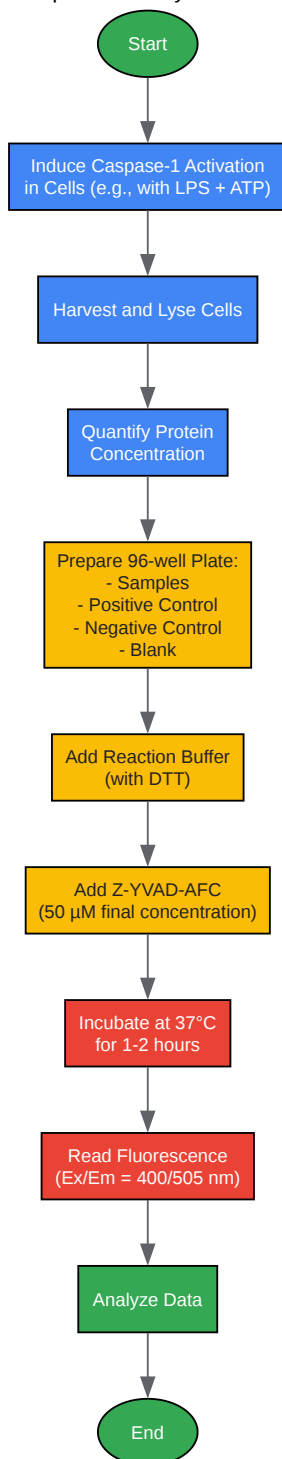 Start
Induce Caspase-1 Activation
in Cells (e.g., with LPS + ATP)
Harvest and Lyse Cells
Quantify Protein
Concentration
Prepare 96-well Plate:
- Samples
- Positive Control
- Negative Control
- Blank
Add Reaction Buffer
(with DTT)
Add Z-YVAD-AFC
(50 µM final concentration)
Incubate at 37°C
for 1-2 hours
Read Fluorescence
(Ex/Em = 400/505 nm)
Analyze Data
End